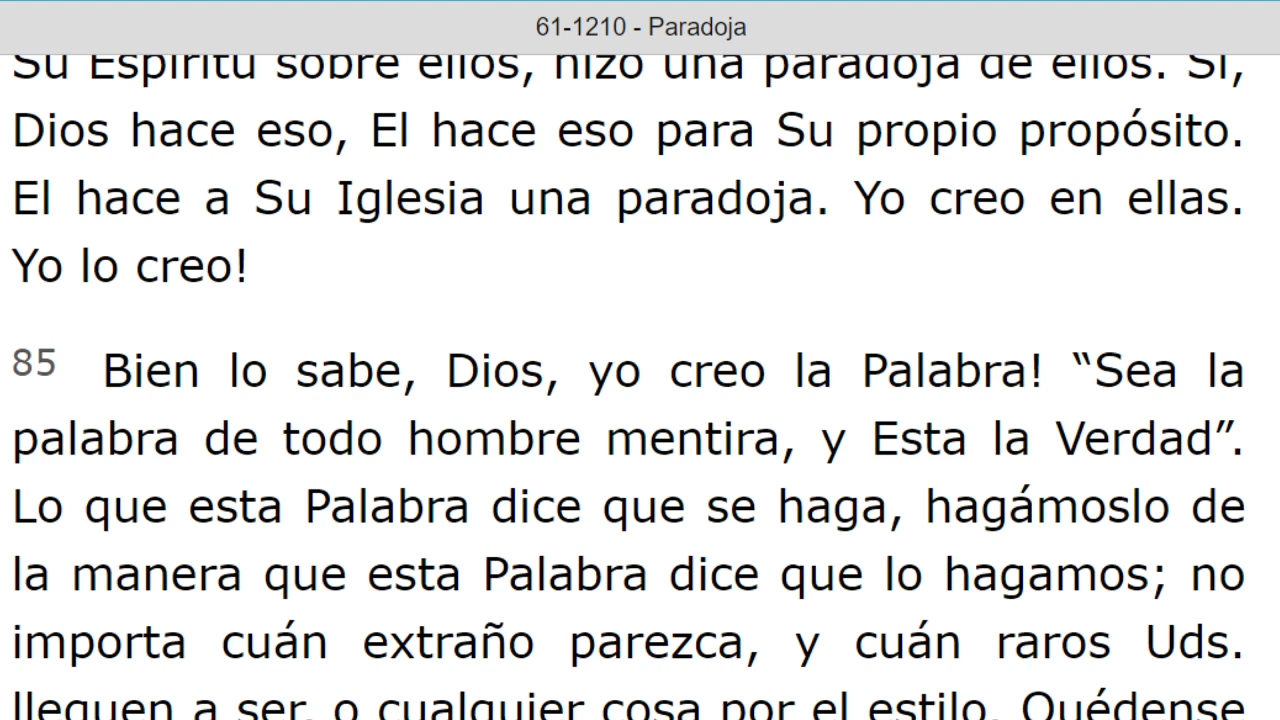 61-1210 - Paradoja
Su Espíritu sobre ellos, hizo una paradoja de ellos. Sí,
Dios hace eso, El hace eso para Su propio propósito.
El hace a Su Iglesia una paradoja. Yo creo en ellas.
Yo lo creo!
85 Bien lo sabe, Dios, yo creo la Palabra! “Sea la
palabra de todo hombre mentira, y Esta la Verdad”.
Lo que esta Palabra dice que se haga, hagámoslo de
la manera que esta Palabra dice que lo hagamos; no
importa cuán extraño parezca, y cuán raros Uds.
lleguen a ser, o cualquier cosa por el estilo. Quédense